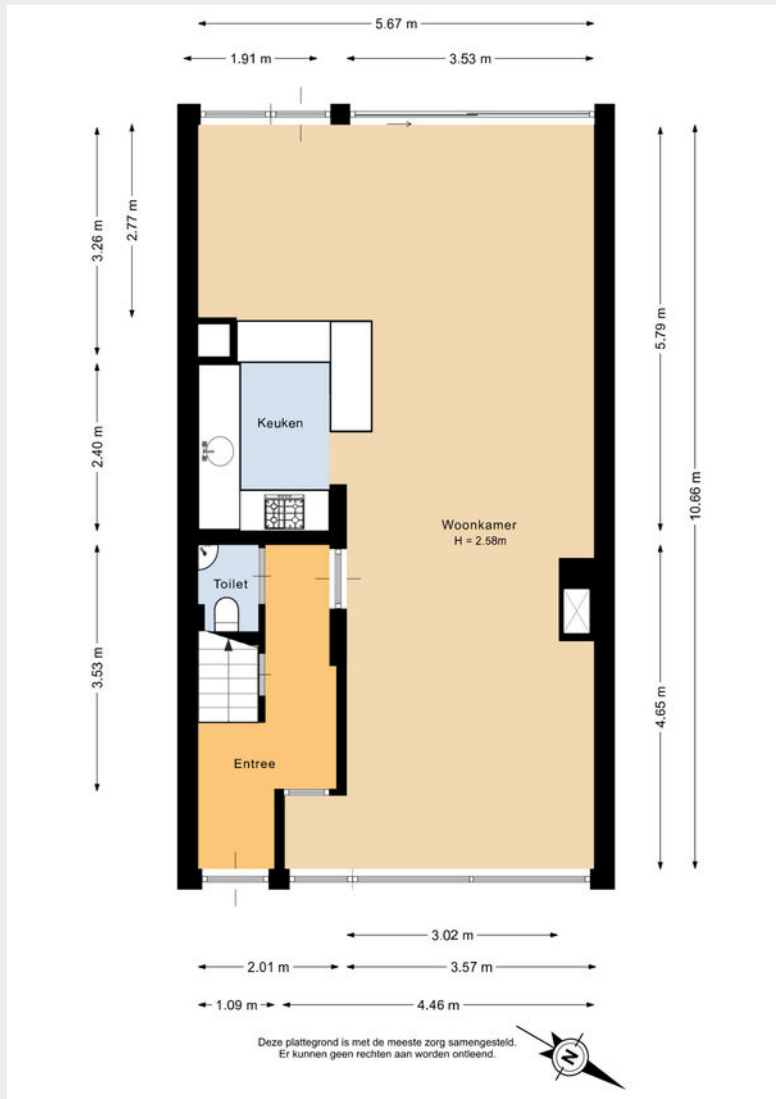 5.67 m
1.91 m
3.53 m
2.77 m
3.26 m
5.79 m
Keuken
2.40 m
10.66 m
Woonkamer
H = 2.58m
Toilet
3.53 m
4.65 m
Entree
3.02 m
2.01 m
3.57 m
1.09 m
4.46 m
Deze plattegrond is met de meeste zorg samengesteld.
Er kunnen geen rechten aan worden ontleend.
N